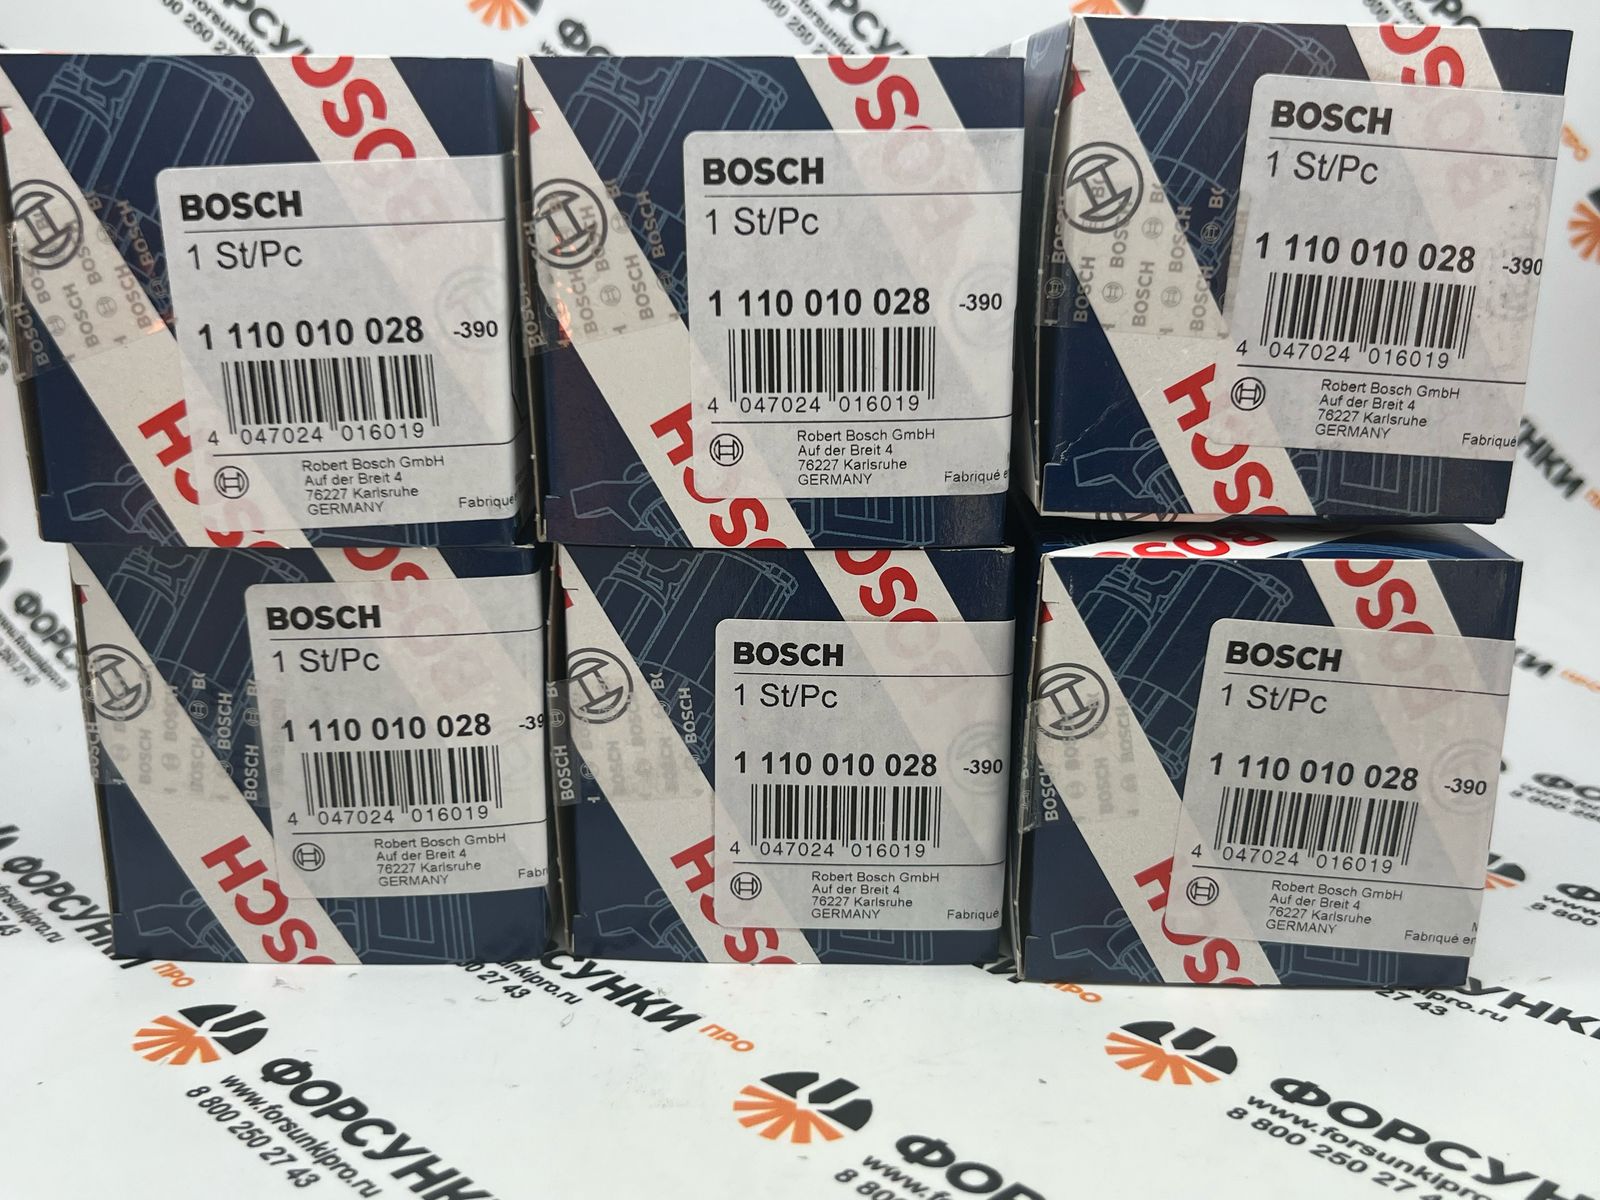 BOSCH
1 St/Pc
1 110 010 028 -390
4 047024 016019
Robert Bosch GmbH
Auf der Breit 4
76227 Karlsruhe
GERMANY
Fabriqué
BOSCH
1 St/Pc
1 110 010 028 -390
4 047024 016019
Robert Bosch GmbH
Auf der Breit 4
76227 Karlsruhe
GERMANY
Fabriqué
BOSCH
1 St/Pc
1 110 010 028 -390
4 047024 016019
Robert Bosch GmbH
Auf der Breit 4
76227 Karlsruhe
GERMANY
Fabriqué
BOSCH
1 St/Pc
1 110 010 028 -39
4 047024 016019
Robert Bosch GmbH
Auf der Breit 4
76227 Karlsruhe
GERMANY
BOSCH
1 St/Pc
1 110 010 028 -390
4 047024 016019
Robert Bosch GmbH
Auf der Breit 4
76227 Karlsruhe
GERMANY
Fabriqué
BOSCH
1 St/Pc
1 110 010 028 -390
4 047024 016019
Robert Bosch GmbH
Auf der Breit 4
76227 Karlsruhe
GERMANY
Fabriqué
ФОРСУНКИ
www.forsunkipro.ru
8 800 250 27 43
ПРО